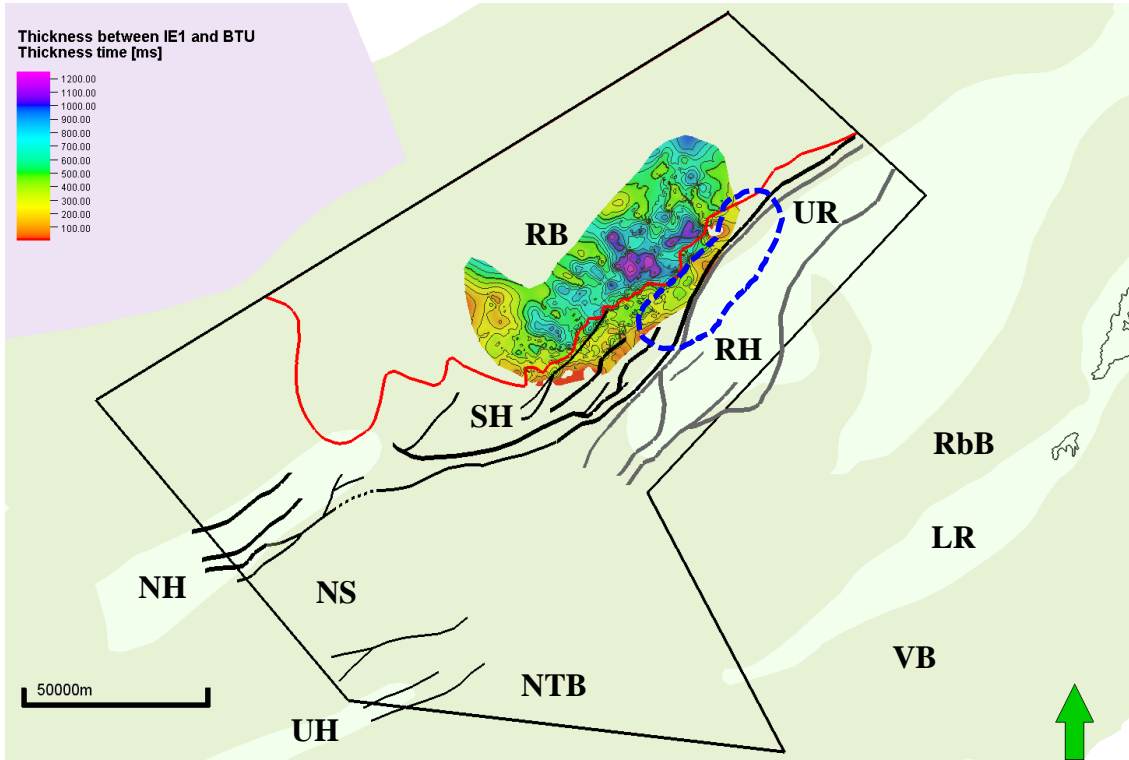 Thickness between IE1 and BTU
Thickness time [ms]
1200.00
1100.00
1000.00
900.00
800.00
700.00
600.00
500.00
400.00
300.00
200.00
100.00
UR
RB
RH
SH
RbB
LR
NH
NS
VB
NTB
50000m
UH